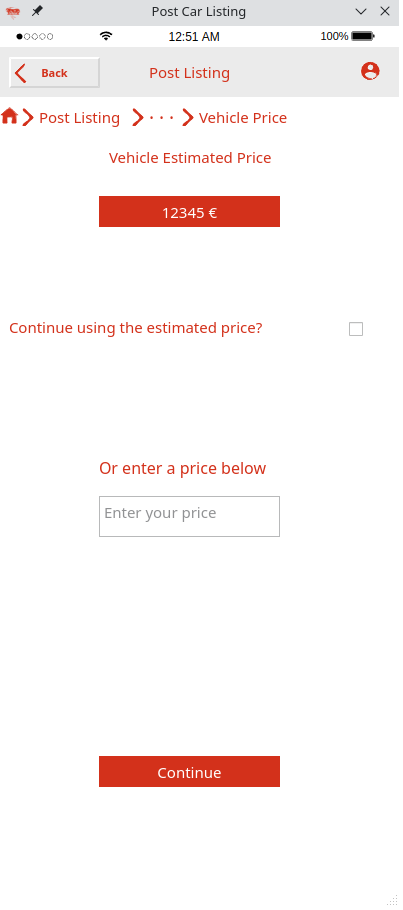 Post Car Listing
12:51 AM
100%
Back
Post Listing
Post Listing
· · ·
Vehicle Price
Vehicle Estimated Price
12345 €
Continue using the estimated price?
Or enter a price below
Enter your price
Continue